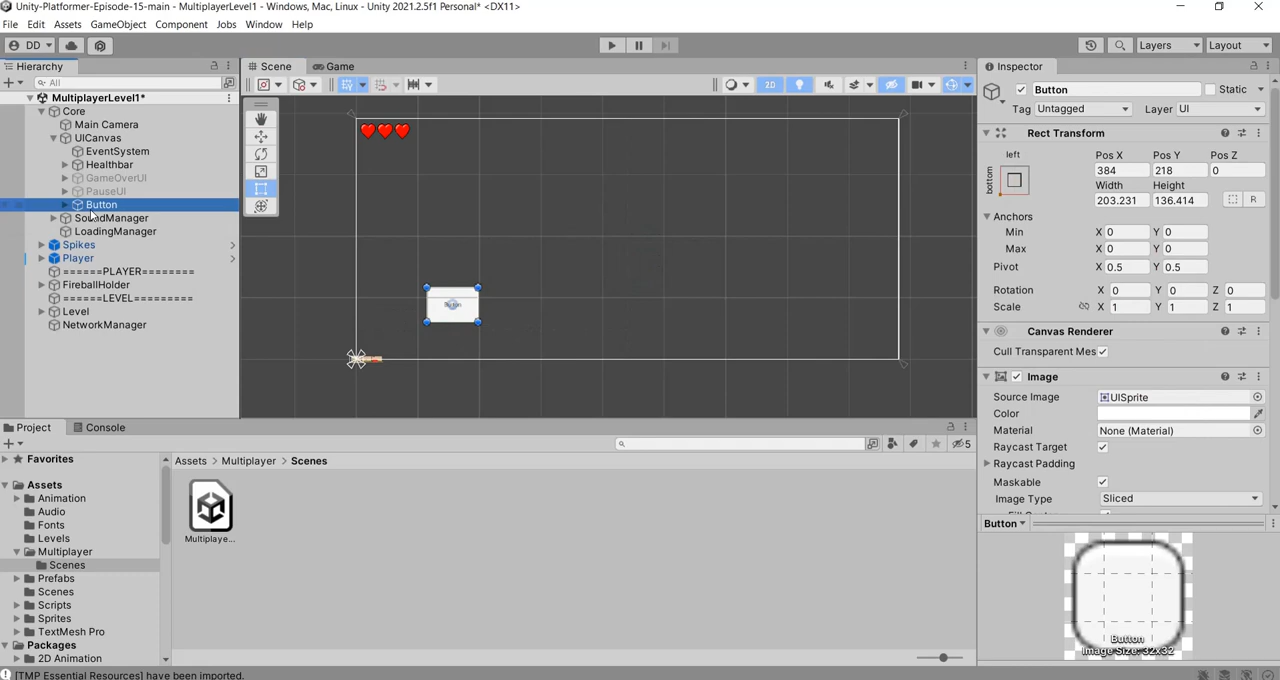 Unity-Platformer-Episode-15-main - MultiplayerLevel1 - Windows, Mac, Linux - Unity 2021.2.5f1 Personal* <DX11>
File Edit Assets GameObject Component Jobs Window Help
DD Layers Layout
Hierarchy
All
MultiplayerLevel1*
Core
Main Camera
UICanvas
EventSystem
Healthbar
GameOverUI
PauseUI
Button
SoundManager
LoadingManager
Spikes
Player
======PLAYER========
FireballHolder
======LEVEL=========
Level
NetworkManager
Scene Game
2D
Button
Inspector
Button Static
Tag Untagged Layer UI
Rect Transform
left
bottom
Pos X Pos Y Pos Z
384 218 0
Width Height
203.231 136.414 R
Anchors
Min X 0 Y 0
Max X 0 Y 0
Pivot X 0.5 Y 0.5
Rotation X 0 Y 0 Z 0
Scale X 1 Y 1 Z 1
Canvas Renderer
Cull Transparent Mes
Image
Source Image UISprite
Color
Material None (Material)
Raycast Target
Raycast Padding
Maskable
Image Type Sliced
Button
Button
Image Size: 32x32
Project Console
5
Favorites
Assets
Animation
Audio
Fonts
Levels
Multiplayer
Scenes
Prefabs
Scenes
Scripts
Sprites
TextMesh Pro
Packages
2D Animation
Assets > Multiplayer > Scenes
Multiplaye...
[TMP Essential Resources] have been imported.